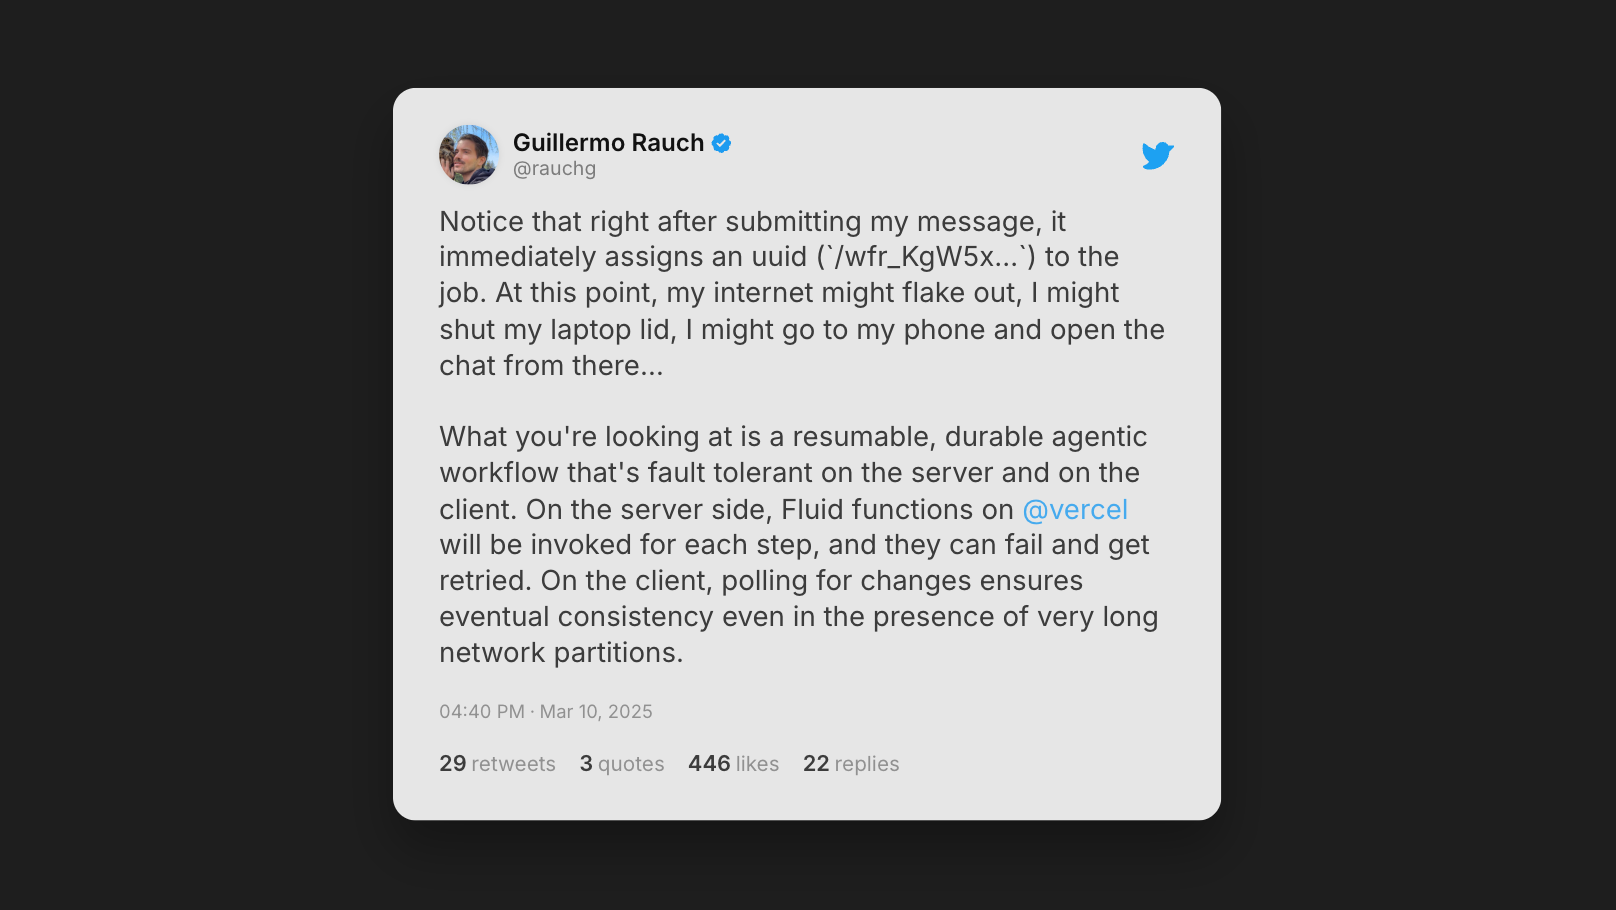 Guillermo Rauch
@rauchg
Notice that right after submitting my message, it
immediately assigns an uuid (`/wfr_KgW5x...`) to the
job. At this point, my internet might flake out, I might
shut my laptop lid, I might go to my phone and open the
chat from there...
What you're looking at is a resumable, durable agentic
workflow that's fault tolerant on the server and on the
client. On the server side, Fluid functions on @vercel
will be invoked for each step, and they can fail and get
retried. On the client, polling for changes ensures
eventual consistency even in the presence of very long
network partitions.
04:40 PM · Mar 10, 2025
29 retweets 3 quotes 446 likes 22 replies